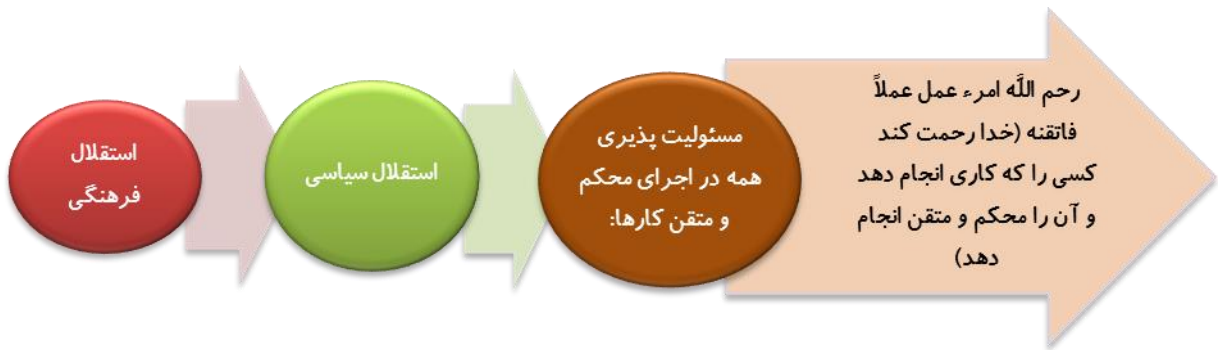 استقلال
فرهنگی
استقلال سیاسی
مسئولیت پذیری
همه در اجرای محکم
و متقن کارها:
رحم اللَّه امرء عمل عملاً
فاتقنه (خدا رحمت کند
کسی را که کاری انجام دهد
و آن را محکم و متقن انجام
دهد)